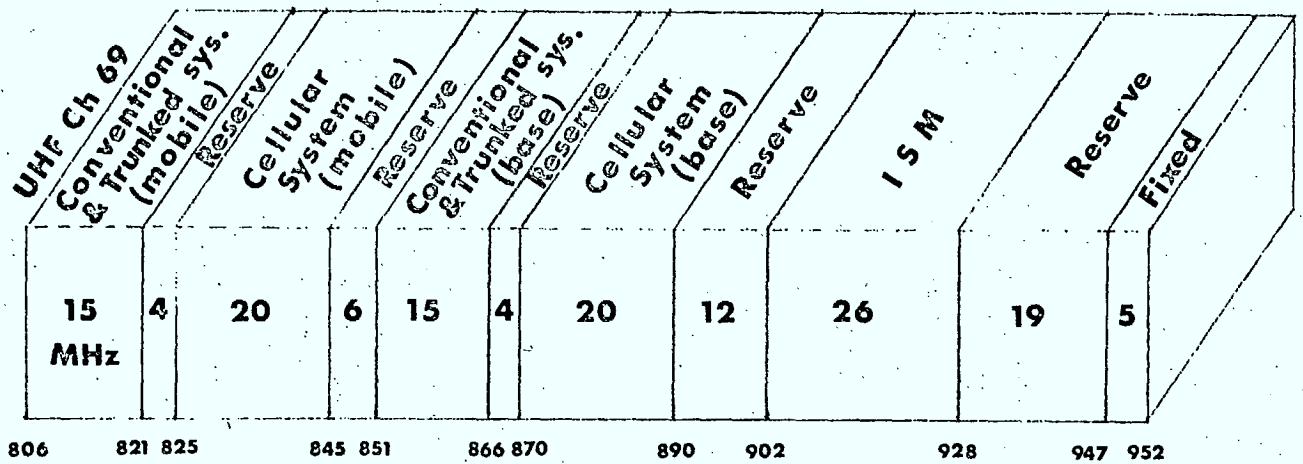 UHF Ch 69
Conventional
& Trunked sys.
(mobile)
Reserve
Cellular
System
(mobile)
Reserve
Conventional
& Trunked sys.
(base)
Reserve
Cellular
System
(base)
Reserve
I S M
Reserve
Fixed
15
MHz
4
20
6
15
4
20
12
26
19
5
806
821
825
845
851
866
870
890
902
928
947
952